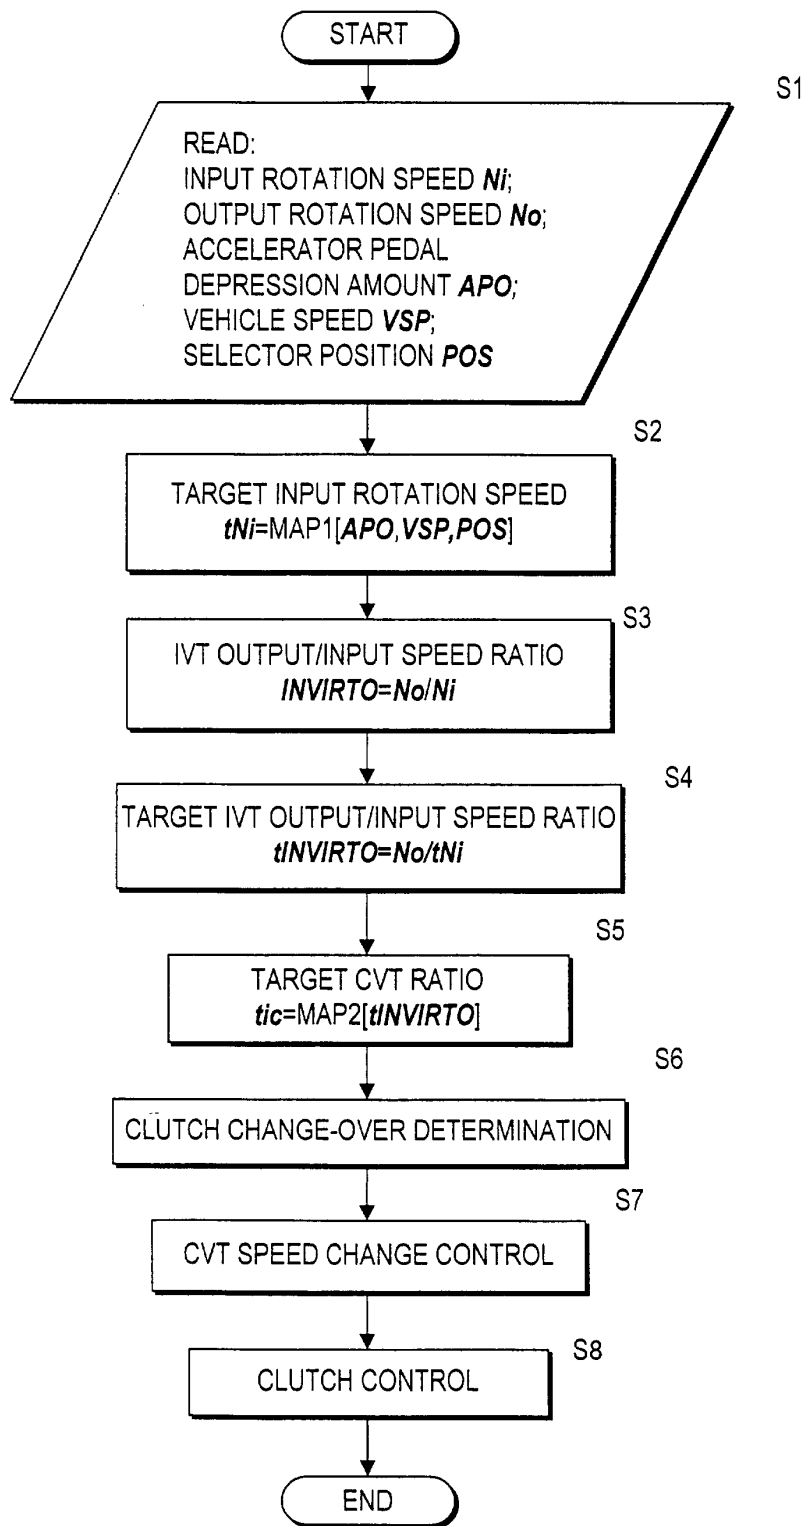 START
S1
READ:
INPUT ROTATION SPEED Ni;
OUTPUT ROTATION SPEED No;
ACCELERATOR PEDAL
DEPRESSION AMOUNT APO;
VEHICLE SPEED VSP;
SELECTOR POSITION POS
S2
TARGET INPUT ROTATION SPEED
tNi=MAP1[APO,VSP,POS]
S3
IVT OUTPUT/INPUT SPEED RATIO
INVIRTO=No/Ni
S4
TARGET IVT OUTPUT/INPUT SPEED RATIO
tINVIRTO=No/tNi
S5
TARGET CVT RATIO
tic=MAP2[tINVIRTO]
S6
CLUTCH CHANGE-OVER DETERMINATION
S7
CVT SPEED CHANGE CONTROL
S8
CLUTCH CONTROL
END